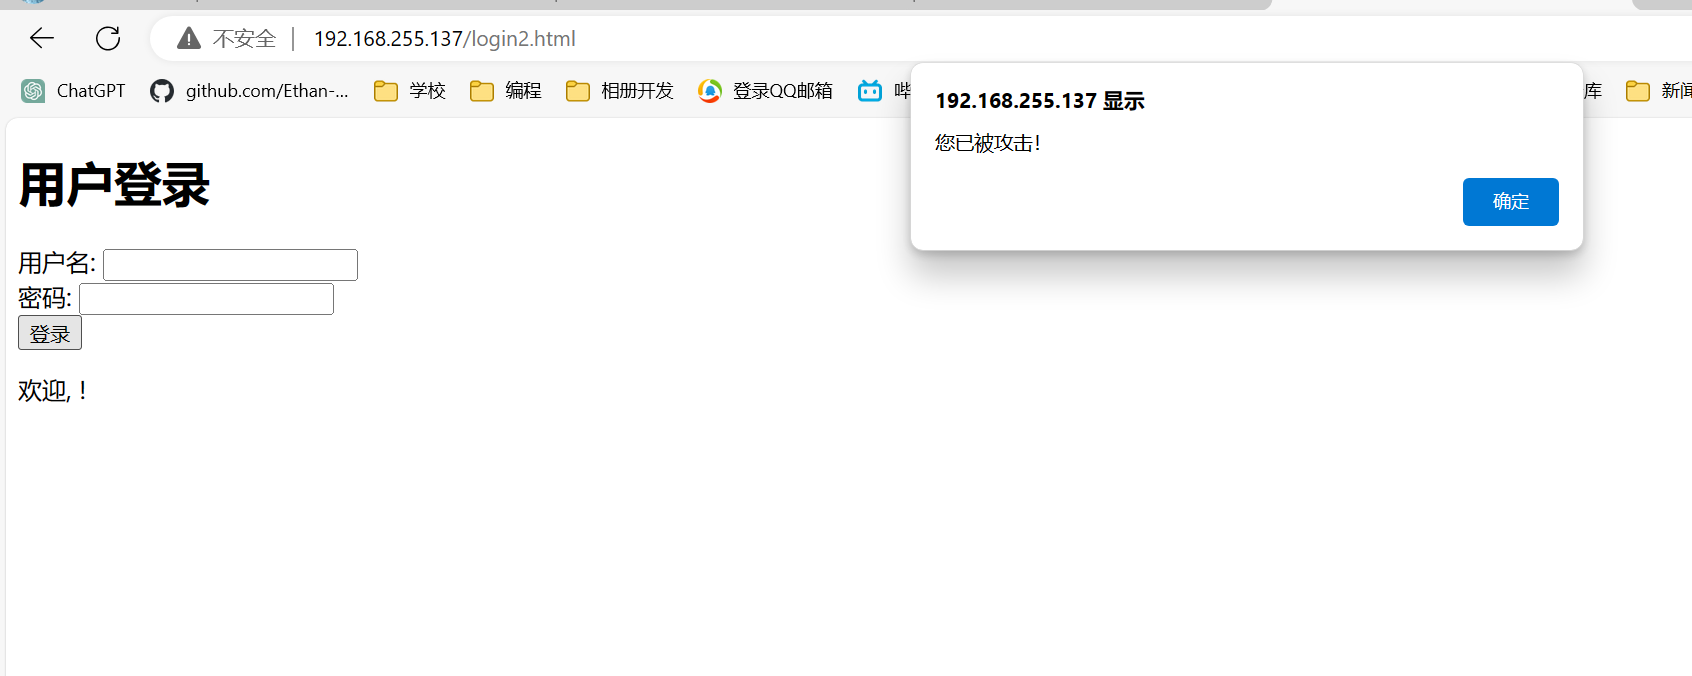 不安全 192.168.255.137/login2.html
ChatGPT github.com/Ethan-... 学校 编程 相册开发 登录QQ邮箱 哔 库
192.168.255.137 显示
您已被攻击!
确定
用户登录
用户名:
密码:
登录
欢迎, !